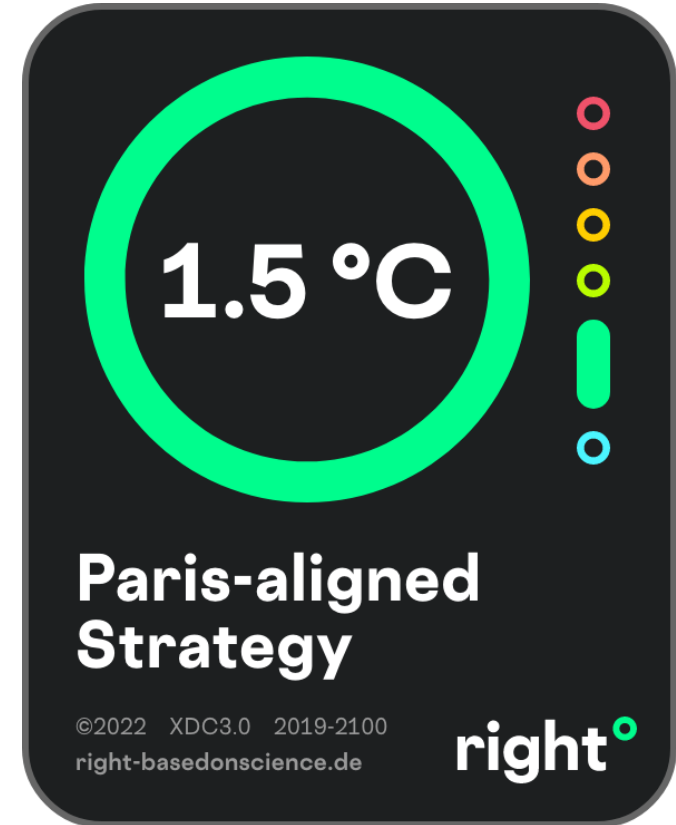 1.5 °C
Paris-aligned
Strategy
©2022 XDC3.0 2019-2100
right-basedonscience.de
right°